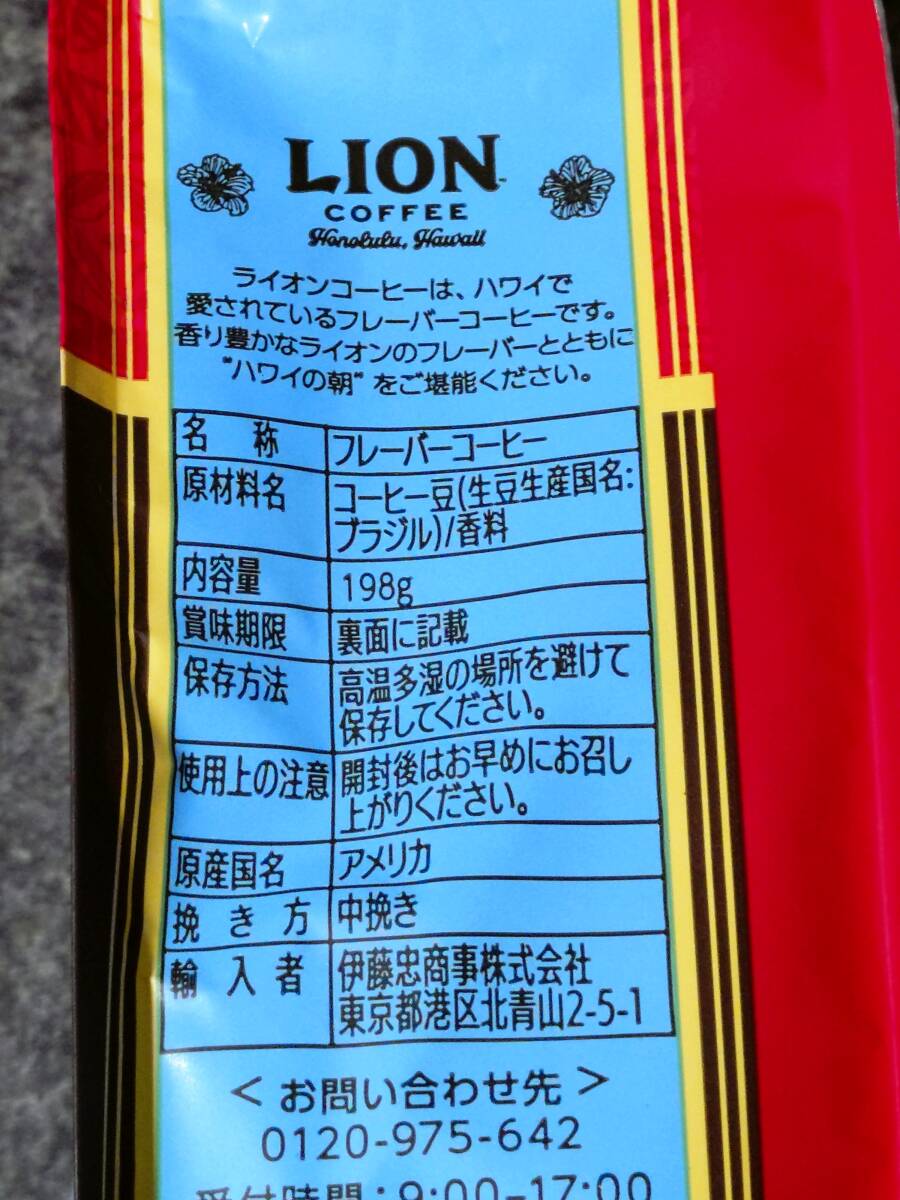 LION
COFFEE
Honolulu, Hawaii
ライオンコーヒーは、ハワイで
愛されているフレーバーコーヒーです。
香り豊かなライオンのフレーバーとともに
"ハワイの朝"をご堪能ください。
名 称 フレーバーコーヒー
原材料名 コーヒー豆(生豆生産国名:
ブラジル)/香料
内容量 198g
賞味期限 裏面に記載
保存方法 高温多湿の場所を避けて
保存してください。
使用上の注意 開封後はお早めにお召し
上がりください。
原産国名 アメリカ
挽 き 方 中挽き
輸 入 者 伊藤忠商事株式会社
東京都港区北青山2-5-1
<お問い合わせ先>
0120-975-642
受付時間:9:00-17:00